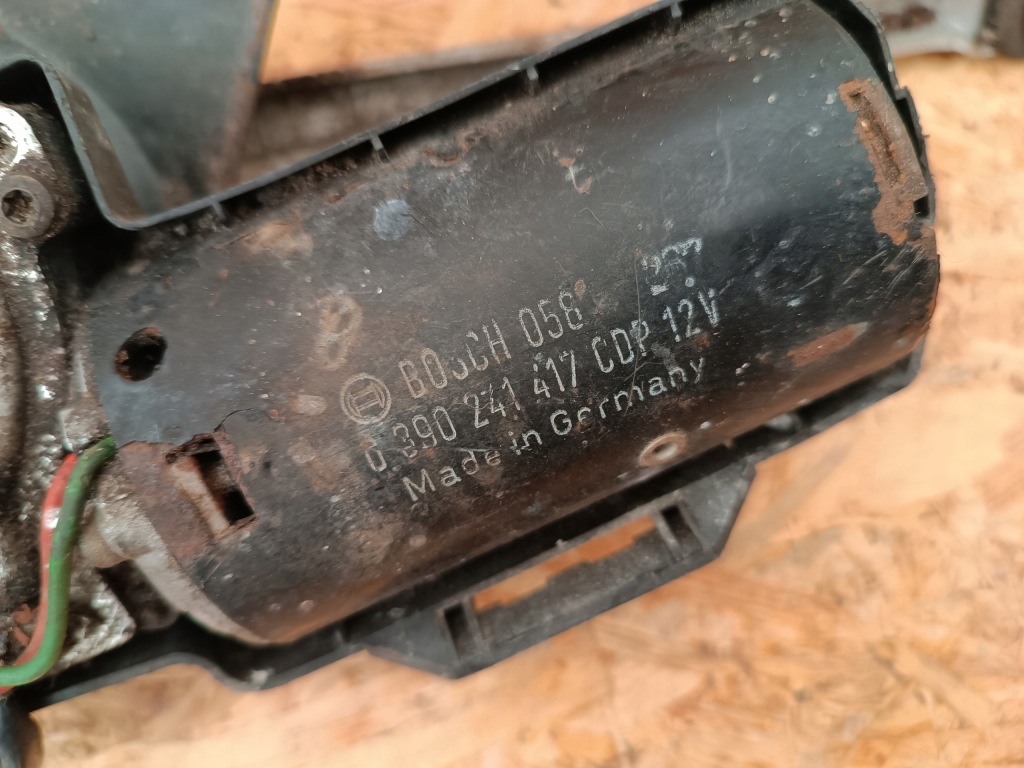 BOSCH 058
0 390 241 417 CDP 12V
Made in Germany